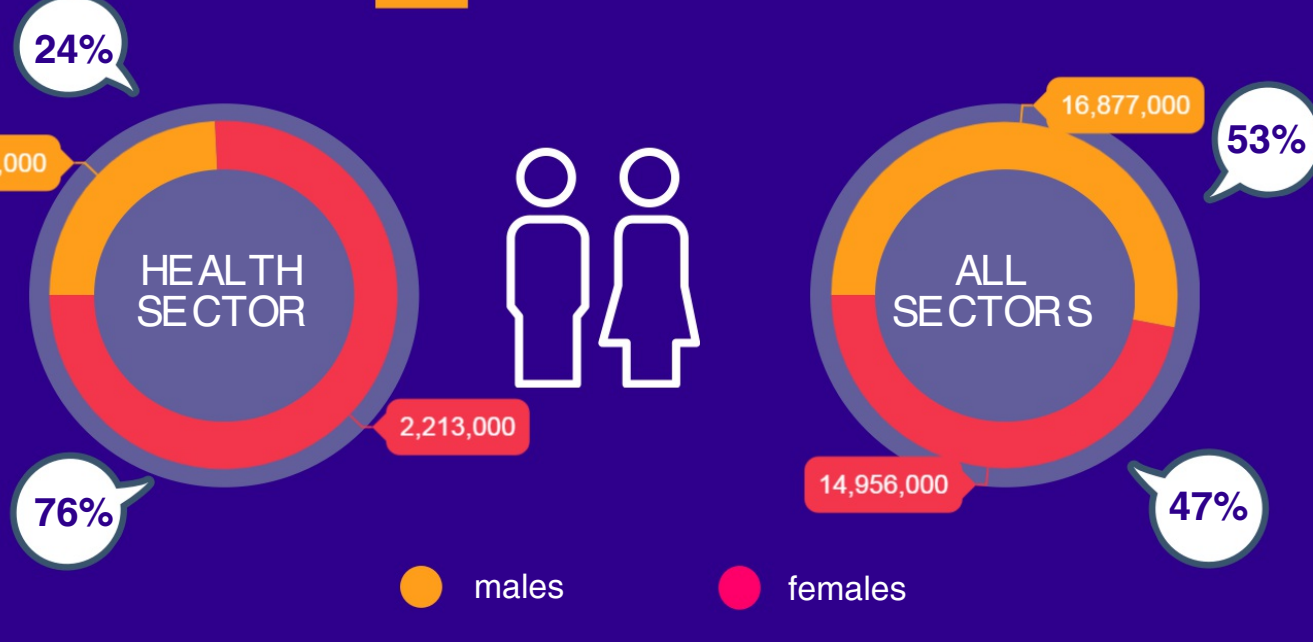 24%
16,877,000
53%
,000
HEALTH
SECTOR
ALL
SECTORS
2,213,000
14,956,000
76%
47%
males
females